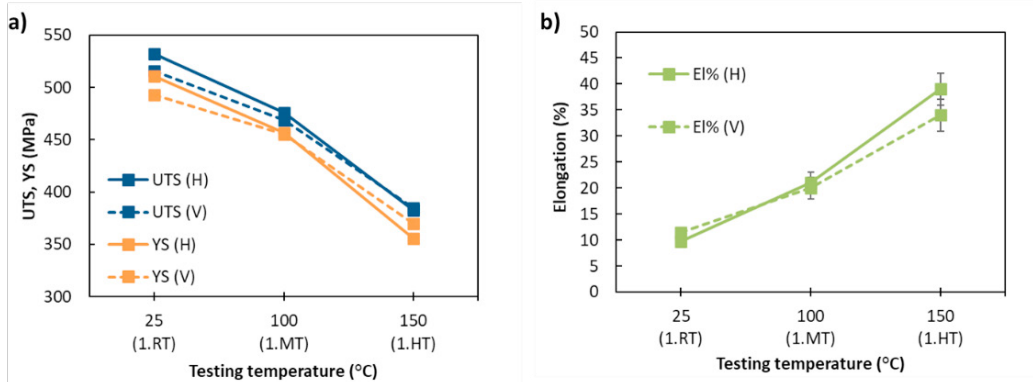 a)
550
500
450
400
350
300
UTS, YS (MPa)
UTS (H)
UTS (V)
YS (H)
YS (V)
25
(1.RT)
100
(1.MT)
150
(1.HT)
Testing temperature (°C)
b)
50
45
40
35
30
25
20
15
10
5
0
Elongation (%)
El% (H)
El% (V)
25
(1.RT)
100
(1.MT)
150
(1.HT)
Testing temperature (°C)